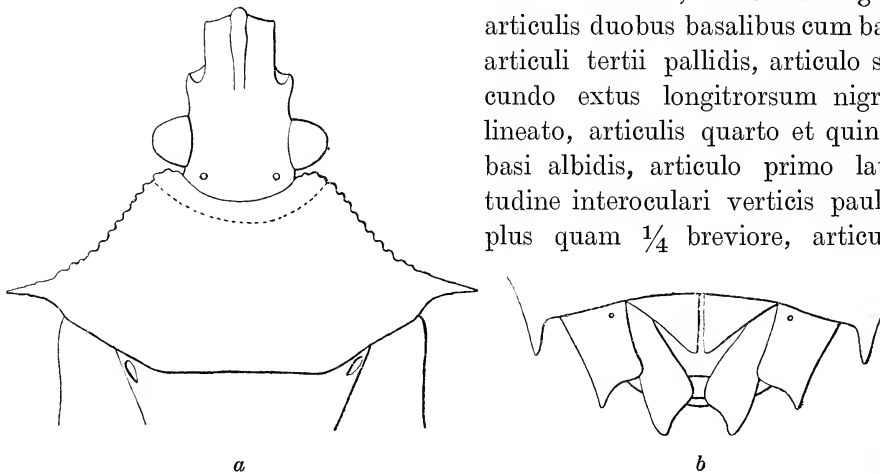 articulis duobus basalibus cum ba
articuli tertii pallidis, articulo s
cundo extus longitrorsum nigr
lineato, articulis quarto et quin
basi albidis, articulo primo lat
tudine interoculari verticis paul
plus quam ¼ breviore, articu
a
b